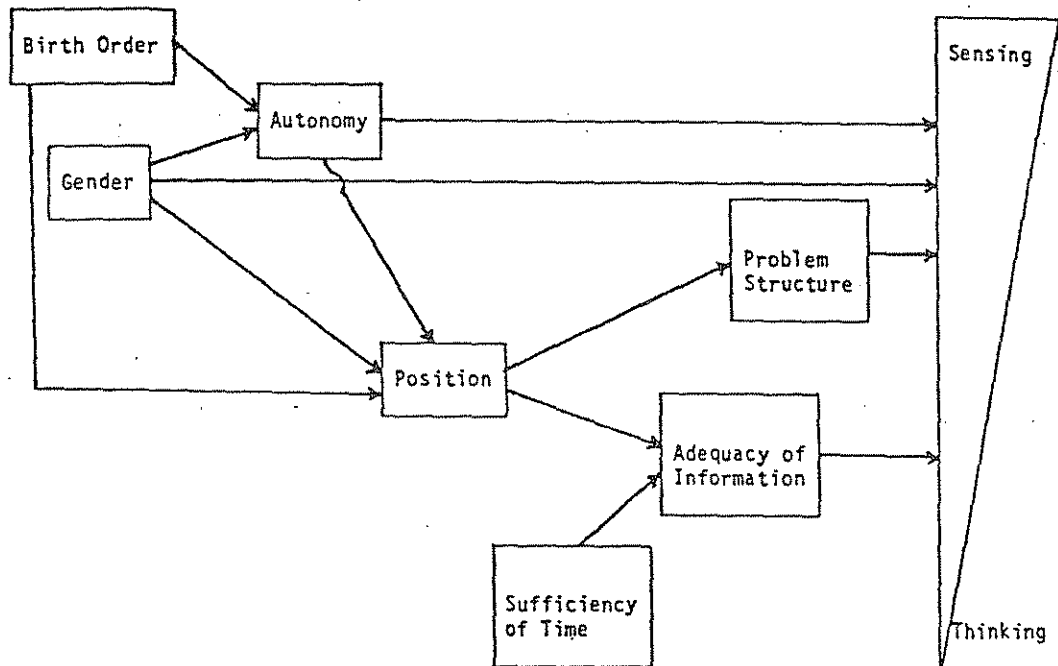 Birth Order
Sensing
Autonomy
Gender
Problem
Structure
Position
Adequacy of
Information
Sufficiency
of Time
Thinking